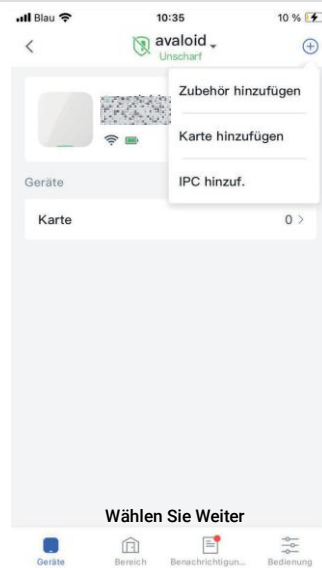 Blau
10:35
10 %
avaloid
Unscharf
Zubehör hinzufügen
Karte hinzufügen
IPC hinzuf.
Geräte
Karte
0
Wählen Sie Weiter
Geräte
Bereich
Benachrichtigun...
Bedienung